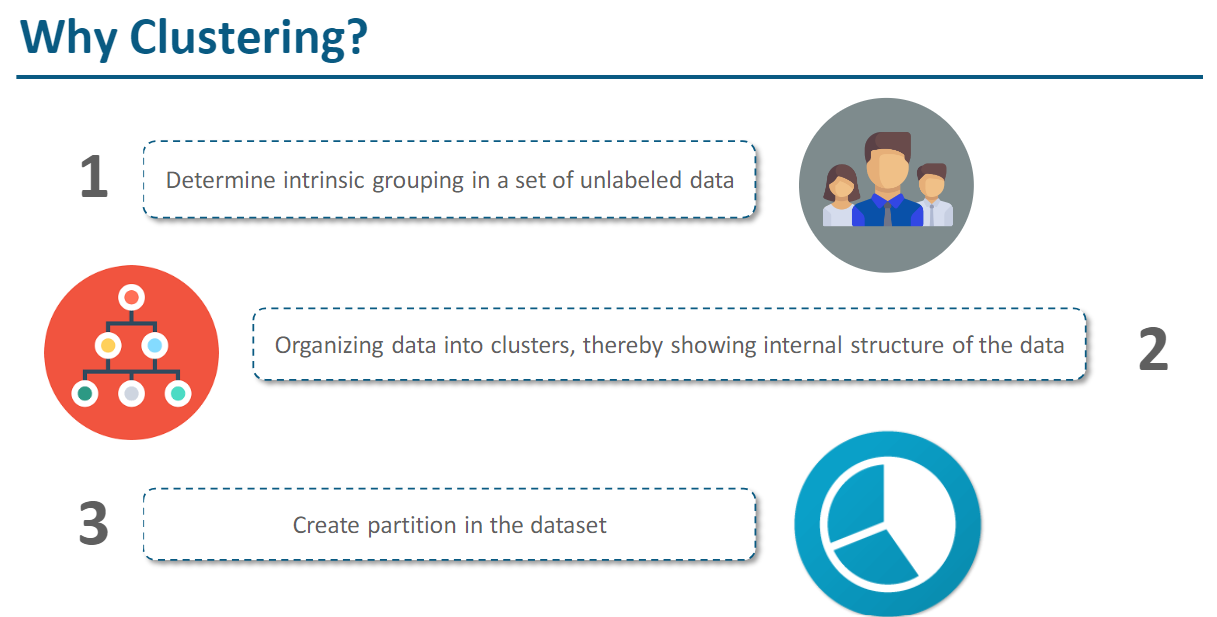 Why Clustering?
1
Determine intrinsic grouping in a set of unlabeled data
Organizing data into clusters, thereby showing internal structure of the data
2
3
Create partition in the dataset